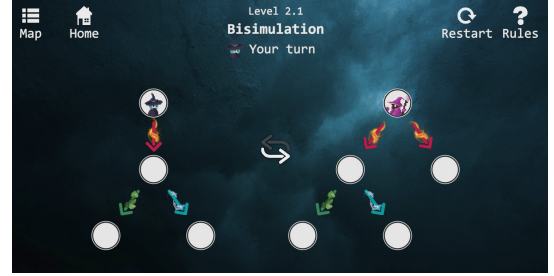 Level 2.1
Bisimulation
Your turn
Map
Home
Restart
Rules